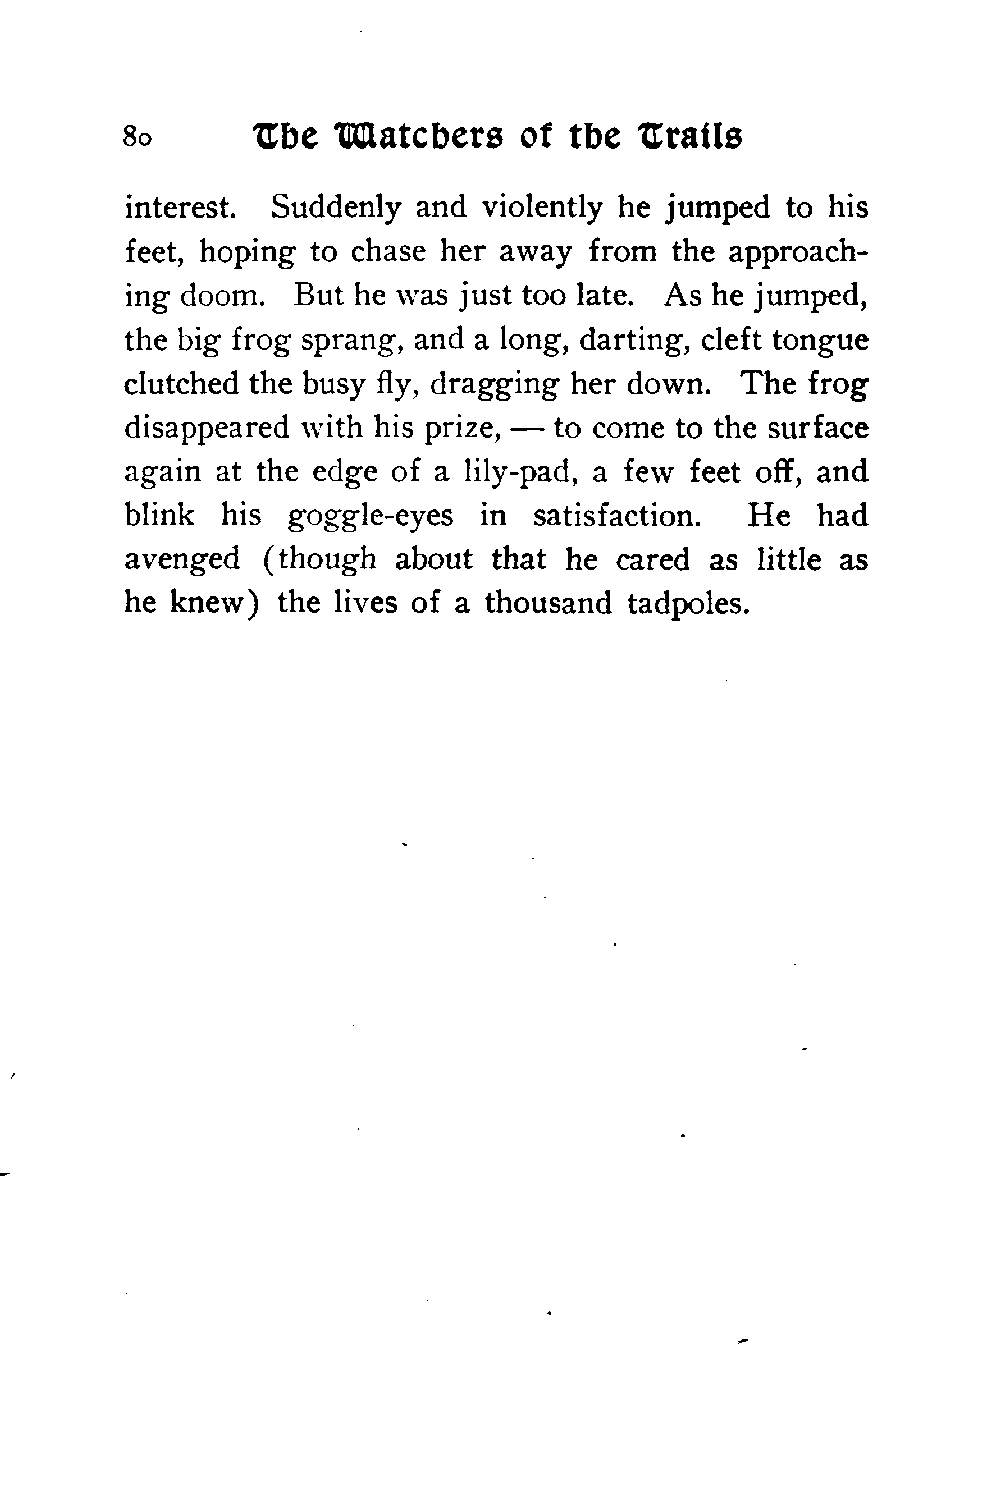 80 The Watchers of the Trails
interest. Suddenly and violently he jumped to his
feet, hoping to chase her away from the approach-
ing doom. But he was just too late. As he jumped,
the big frog sprang, and a long, darting, cleft tongue
clutched the busy fly, dragging her down. The frog
disappeared with his prize, — to come to the surface
again at the edge of a lily-pad, a few feet off, and
blink his goggle-eyes in satisfaction. He had
avenged (though about that he cared as little as
he knew) the lives of a thousand tadpoles.